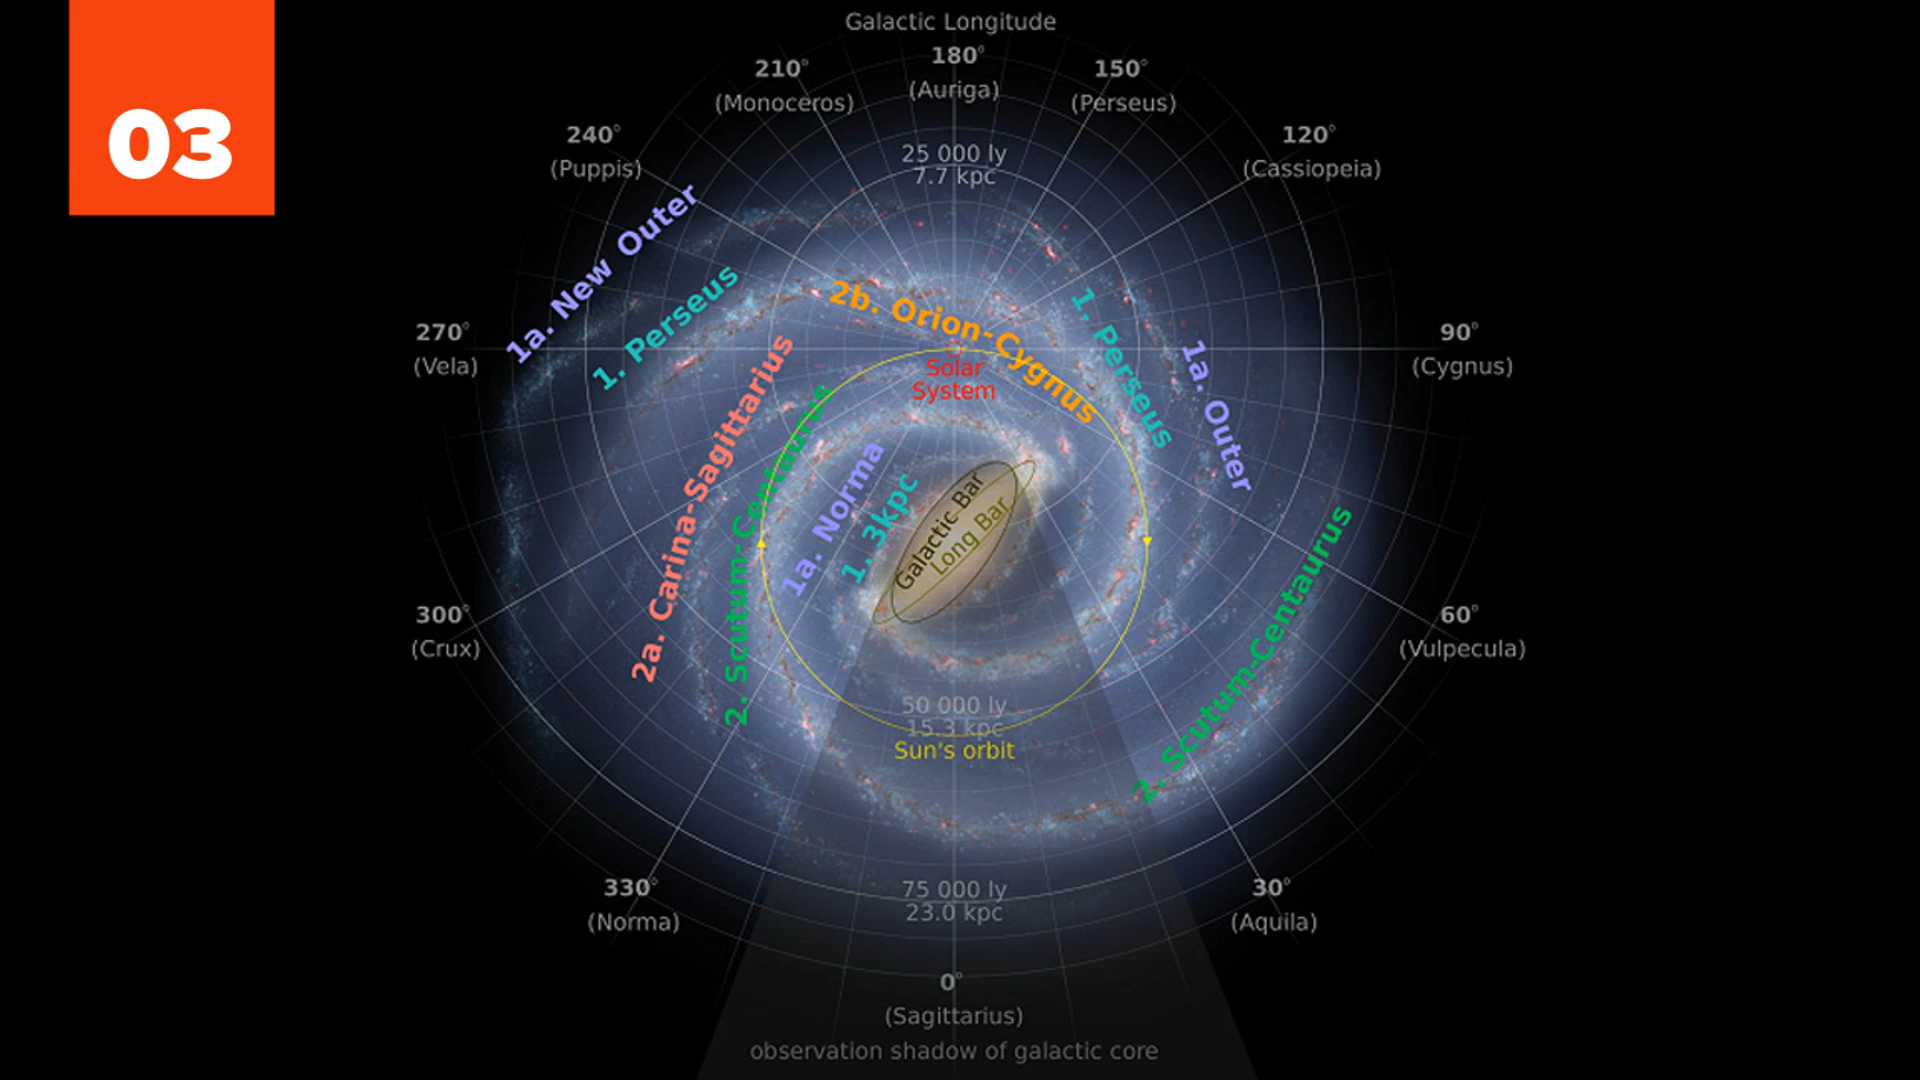 03
Galactic Longitude
180°
(Auriga)
210°
(Monoceros)
150°
(Perseus)
240°
(Puppis)
120°
(Cassiopeia)
25 000 ly
7.7 kpc
1a. New Outer
1. Perseus
2b. Orion-Cygnus
1. Perseus
1a. Outer
270°
(Vela)
90°
(Cygnus)
Solar
System
2a. Carina-Sagittarius
2. Scutum-Centaurus
1a. Norma
1. 3kpc
Galactic Bar
Long Bar
2. Scutum-Centaurus
300°
(Crux)
60°
(Vulpecula)
50 000 ly
15.3 kpc
Sun's orbit
75 000 ly
23.0 kpc
330°
(Norma)
30°
(Aquila)
0°
(Sagittarius)
observation shadow of galactic core